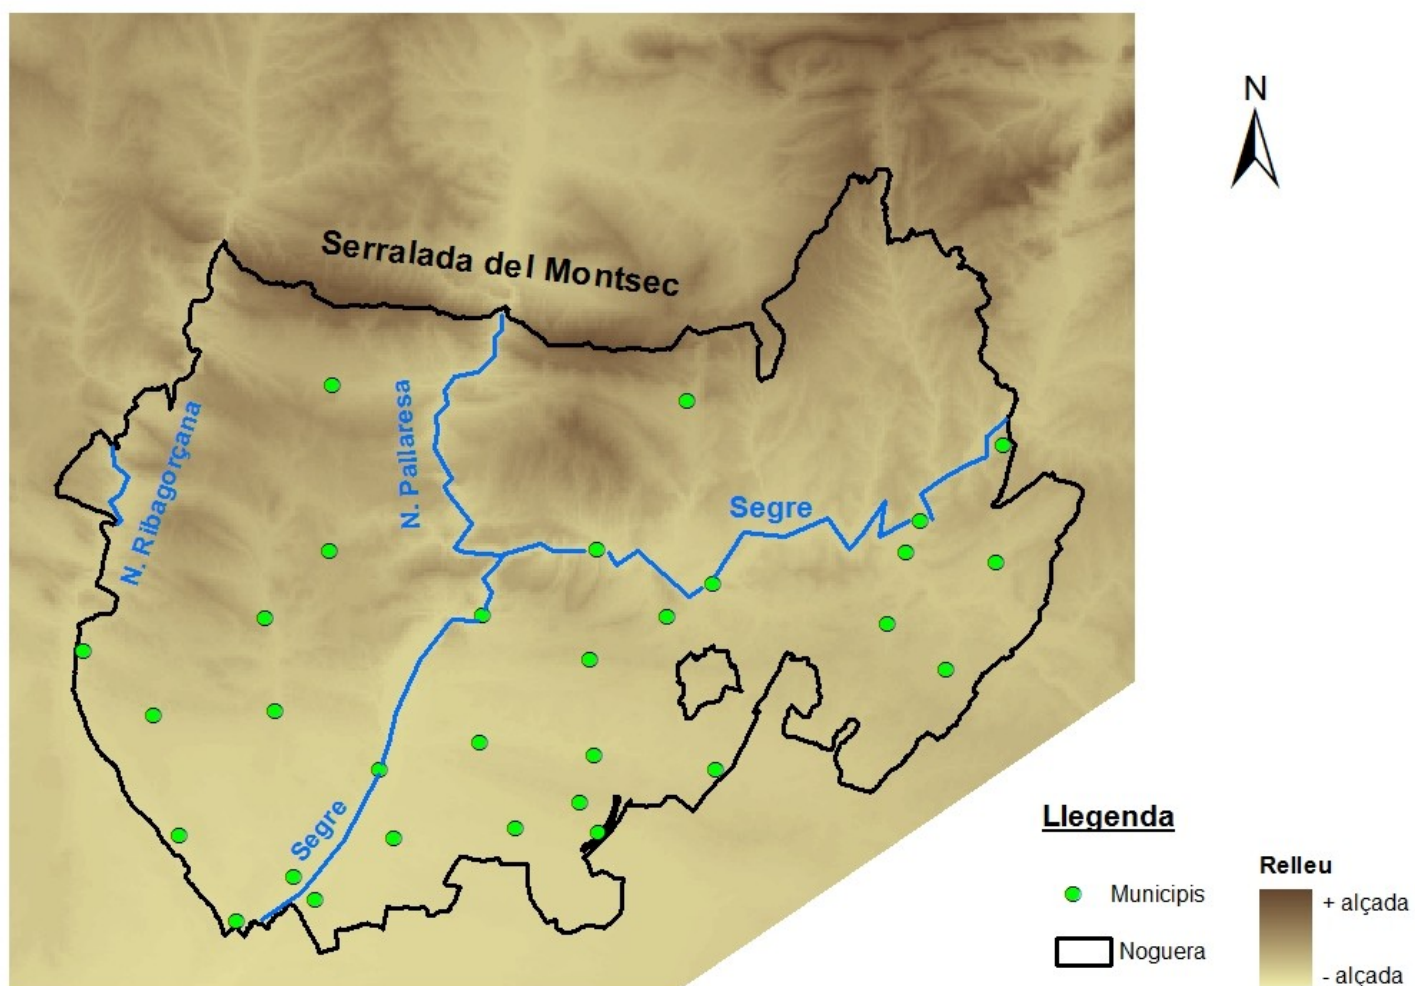 N
Serralada del Montsec
N. Ribagorçana
N. Pallaresa
Segre
Segre
Llegenda
Municipis
Noguera
Relleu
+ alçada
- alçada